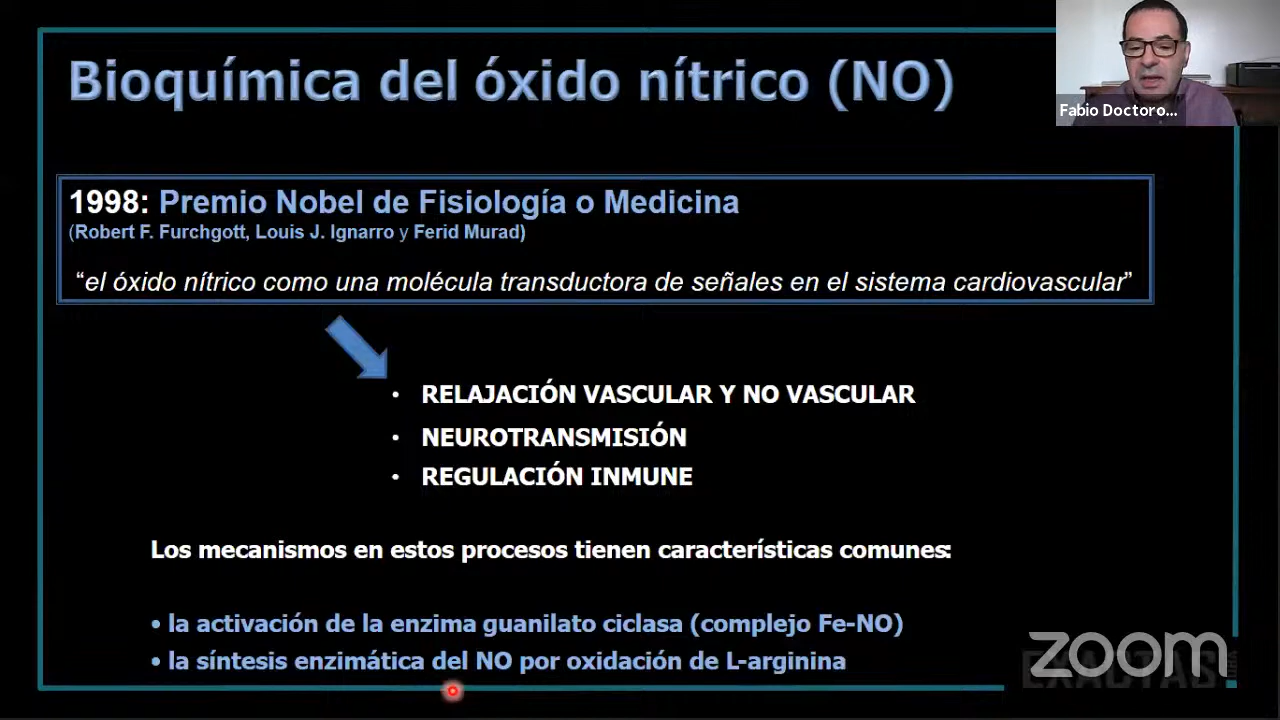 Bioquímica del óxido nítrico (NO)
Fabio Doctoro...
1998: Premio Nobel de Fisiología o Medicina
(Robert F. Furchgott, Louis J. Ignarro y Ferid Murad)
“el óxido nítrico como una molécula transductora de señales en el sistema cardiovascular”
• RELAJACIÓN VASCULAR Y NO VASCULAR
• NEUROTRANSMISIÓN
• REGULACIÓN INMUNE
Los mecanismos en estos procesos tienen características comunes:
• la activación de la enzima guanilato ciclasa (complejo Fe-NO)
• la síntesis enzimática del NO por oxidación de L-arginina
zoom
EXACTAS